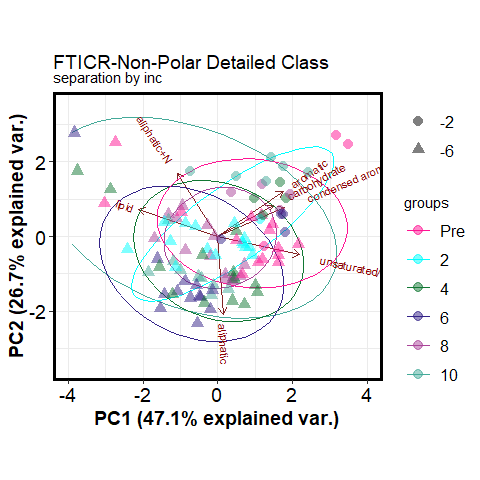 FTICR-Non-Polar Detailed Class
separation by inc
PC2 (26.7% explained var.)
2
0
-2
-4
-2
0
2
4
PC1 (47.1% explained var.)
aliphatic+N
aromatic
carbohydrate
condensed arom
lipid
unsaturated/
aliphatic
-2
-6
groups
Pre
2
4
6
8
10